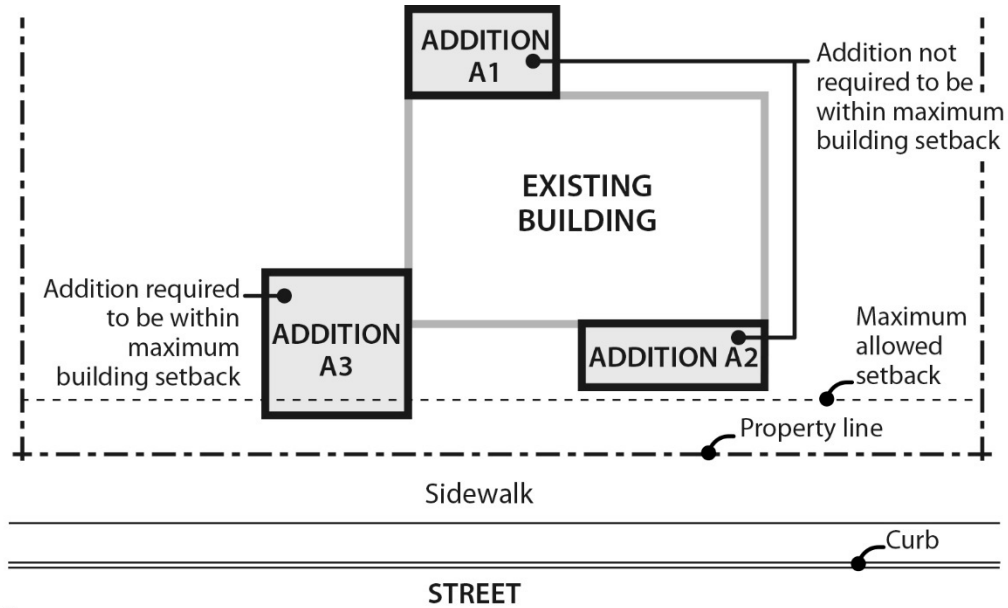 ADDITION
A1
Addition not
required to be
within maximum
building setback
EXISTING
BUILDING
Addition required
to be within
maximum
building setback
ADDITION
A3
ADDITION A2
Maximum
allowed
setback
Property line
Sidewalk
Curb
STREET